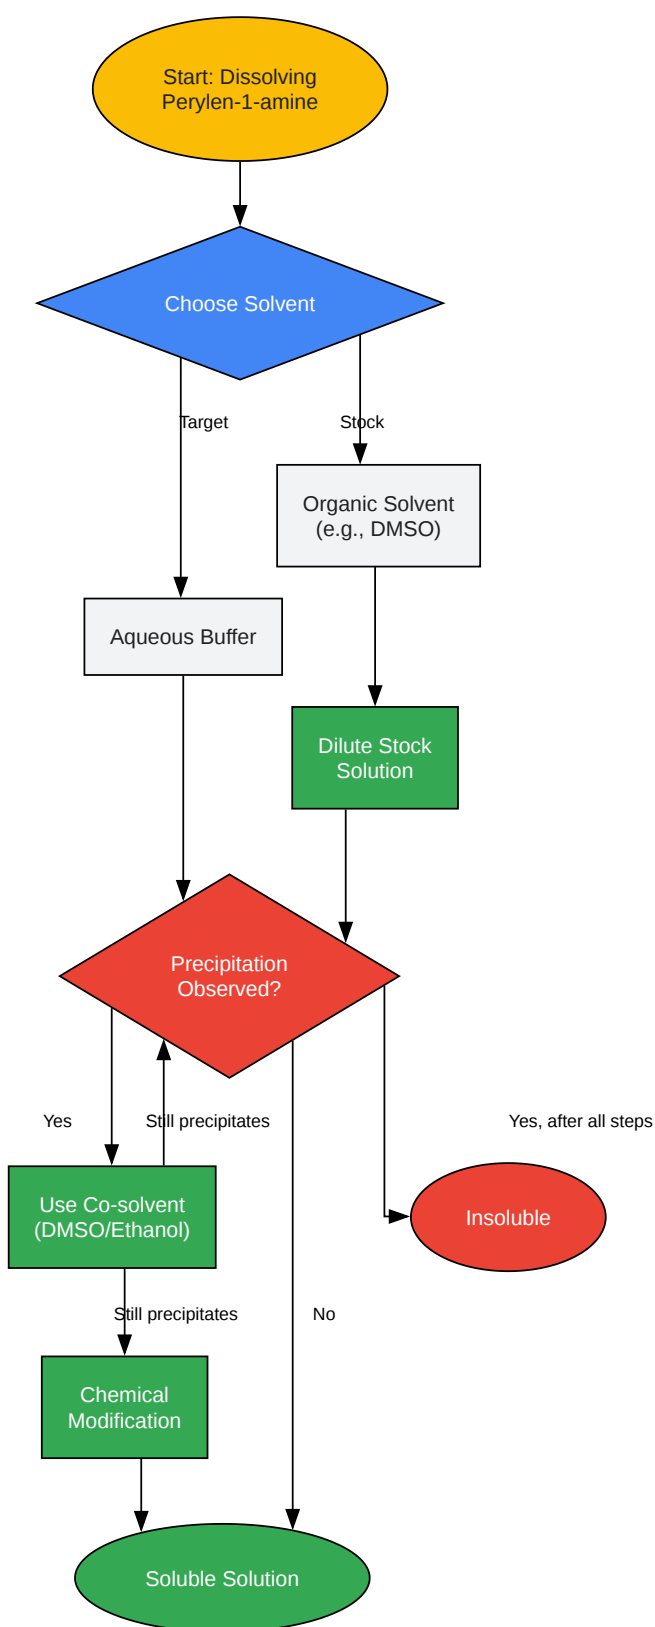 Start: Dissolving
Perylen-1-amine
Choose Solvent
Target
Stock
Organic Solvent
(e.g., DMSO)
Aqueous Buffer
Dilute Stock
Solution
Precipitation
Observed?
Yes
Still precipitates
Yes, after all steps
Use Co-solvent
(DMSO/Ethanol)
Insoluble
Still precipitates
No
Chemical
Modification
Soluble Solution